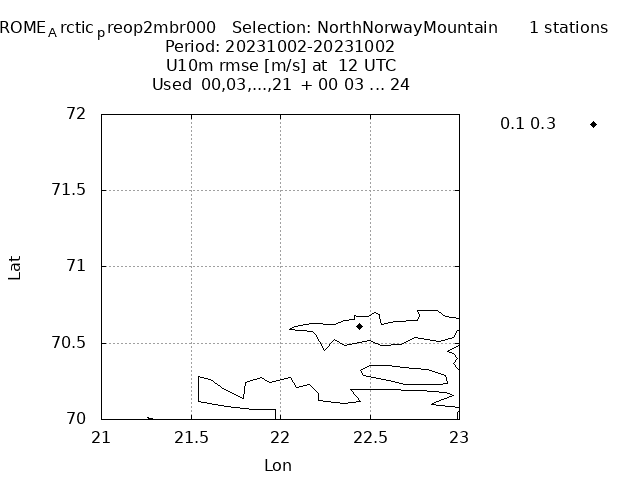 ROME_Arctic_preop2mbr000 Selection: NorthNorwayMountain 1 stations
Period: 20231002-20231002
U10m rmse [m/s] at 12 UTC
Used 00,03,...,21 + 00 03 ... 24
72
0.1 0.3
71.5
71
Lat
70.5
70
21 21.5 22 22.5 23
Lon